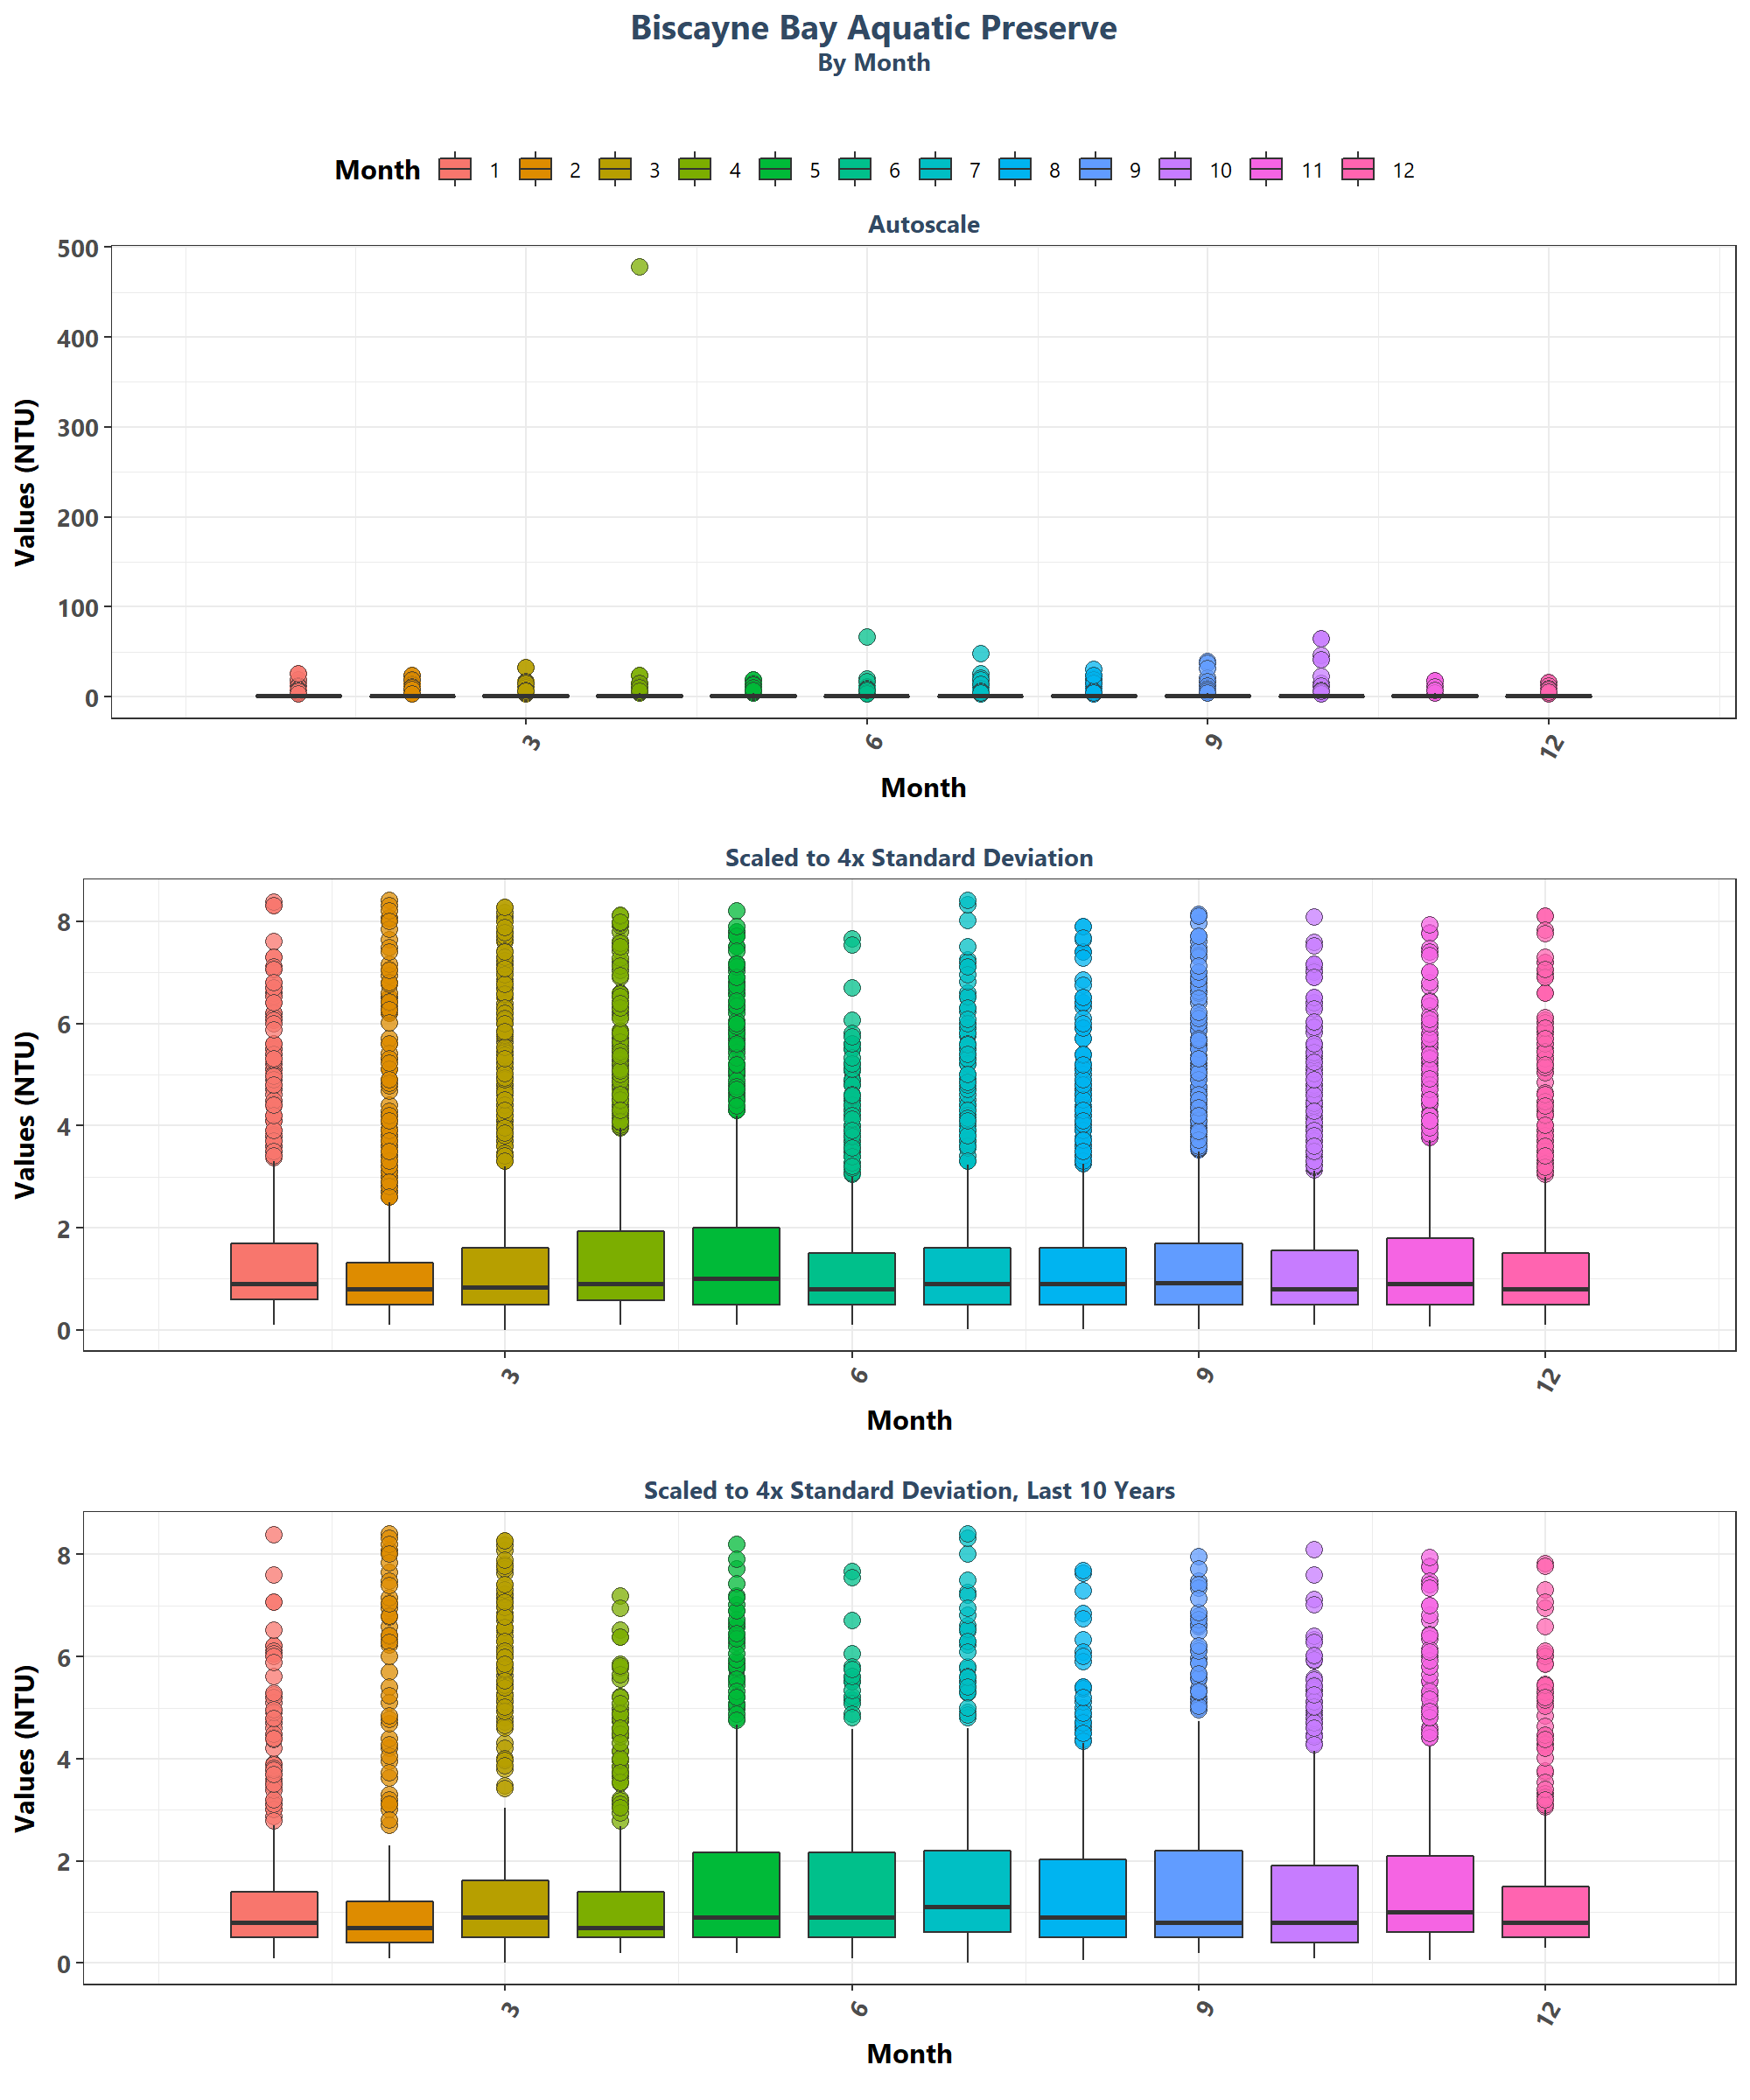 Biscayne Bay Aquatic Preserve
By Month
Month 1 2 3 4 5 6 7 8 9 10 11 12
Autoscale
Values (NTU)
500
400
300
200
100
0
3 6 9 12
Month
Scaled to 4x Standard Deviation
Values (NTU)
8
6
4
2
0
3 6 9 12
Month
Scaled to 4x Standard Deviation, Last 10 Years
Values (NTU)
8
6
4
2
0
3 6 9 12
Month